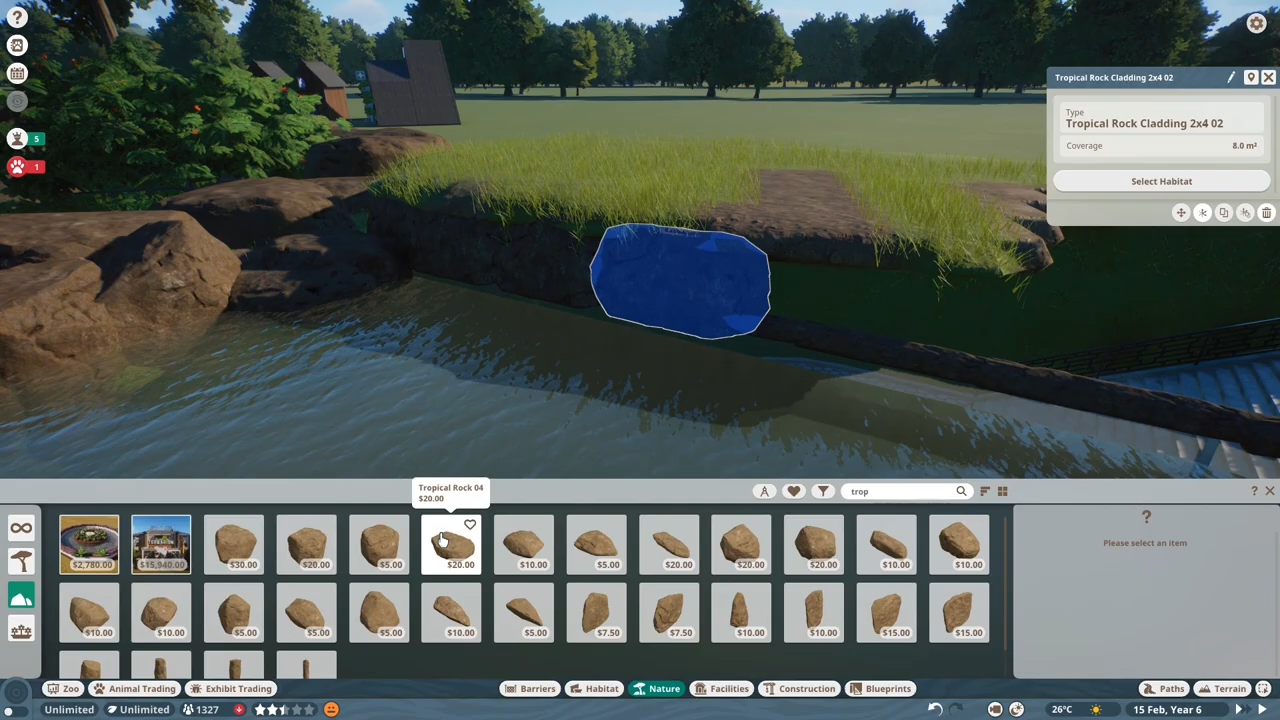 Tropical Rock Cladding 2x4 02
Type
Tropical Rock Cladding 2x4 02
Coverage
8.0 m²
Select Habitat
5
1
Tropical Rock 04
$20.00
trop
?
Please select an item
$2,780.00
$15,940.00
$30.00
$20.00
$5.00
$20.00
$10.00
$5.00
$20.00
$20.00
$20.00
$10.00
$10.00
$10.00
$10.00
$5.00
$5.00
$5.00
$10.00
$5.00
$7.50
$7.50
$10.00
$10.00
$15.00
$15.00
Zoo
Animal Trading
Exhibit Trading
Barriers
Habitat
Nature
Facilities
Construction
Blueprints
Paths
Terrain
Unlimited
Unlimited
1327
26°C
15 Feb, Year 6